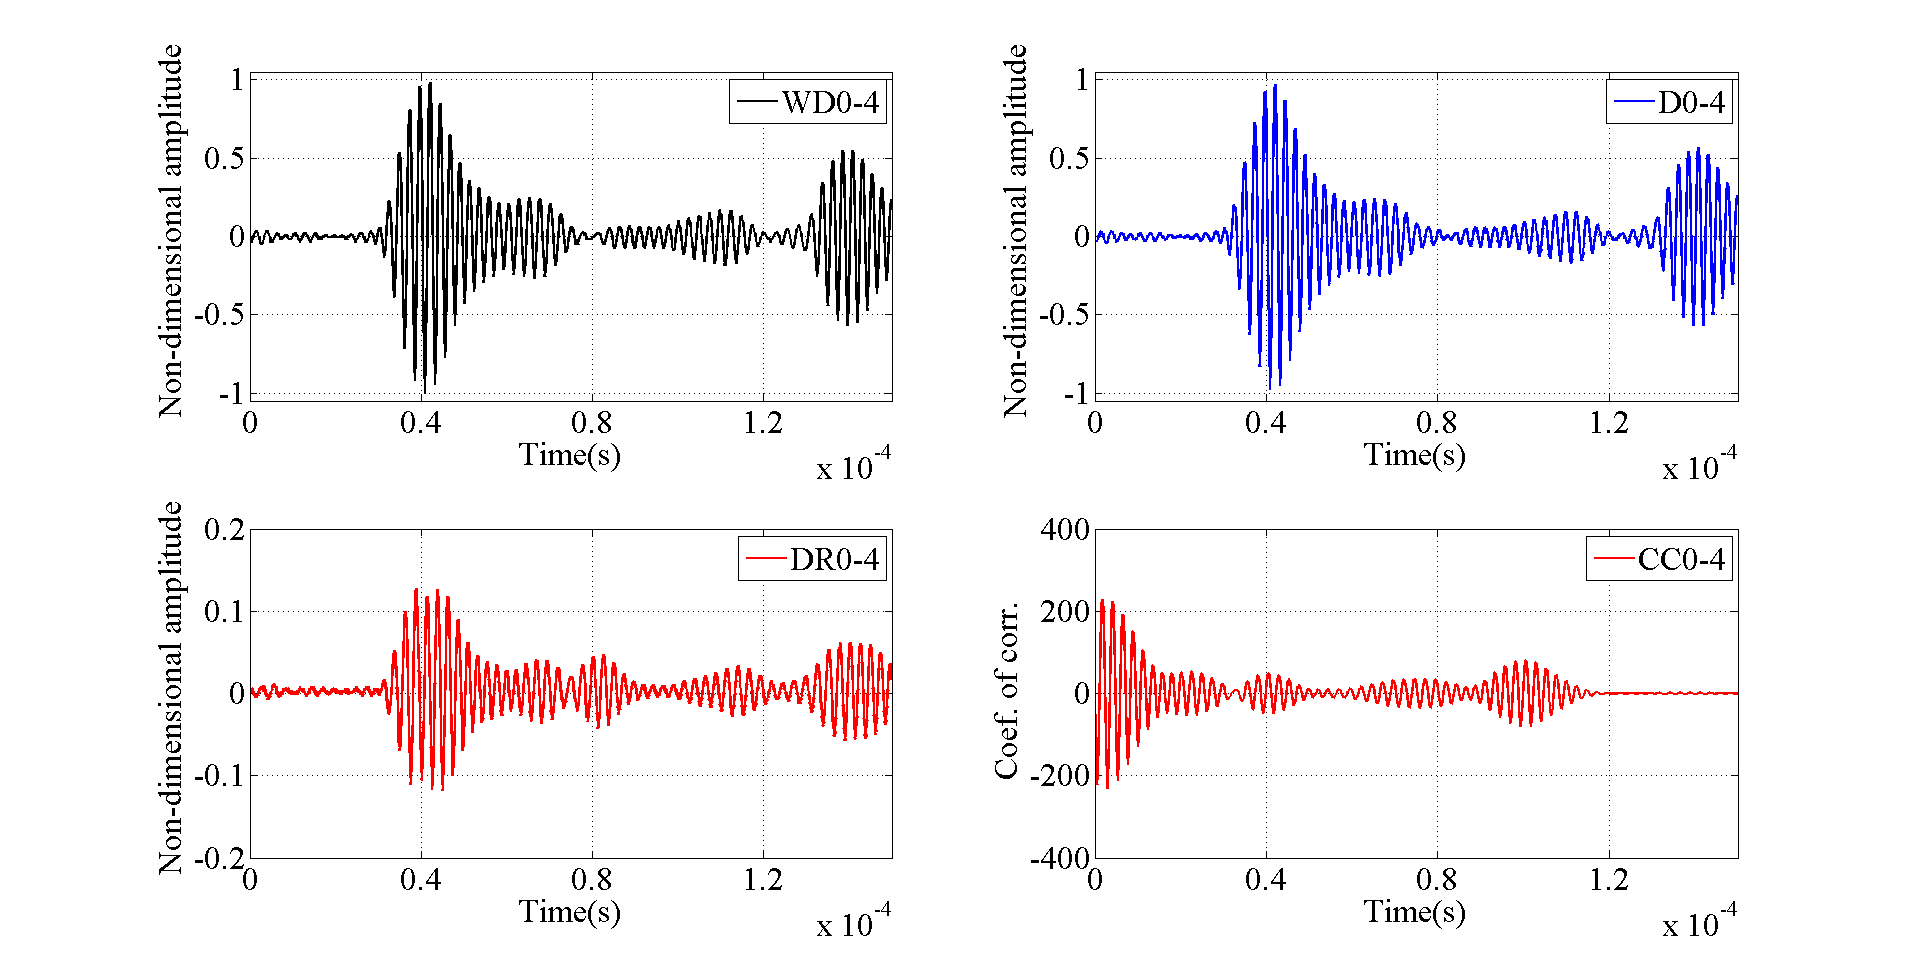 Non-dimensional amplitude
1
0.5
0
-0.5
-1
WD0-4
0 0.4 0.8 1.2
Time(s)
x 10-4
Non-dimensional amplitude
1
0.5
0
-0.5
-1
D0-4
0 0.4 0.8 1.2
Time(s)
x 10-4
Non-dimensional amplitude
0.2
0.1
0
-0.1
-0.2
DR0-4
0 0.4 0.8 1.2
Time(s)
x 10-4
Coef. of corr.
400
200
0
-200
-400
CC0-4
0 0.4 0.8 1.2
Time(s)
x 10-4